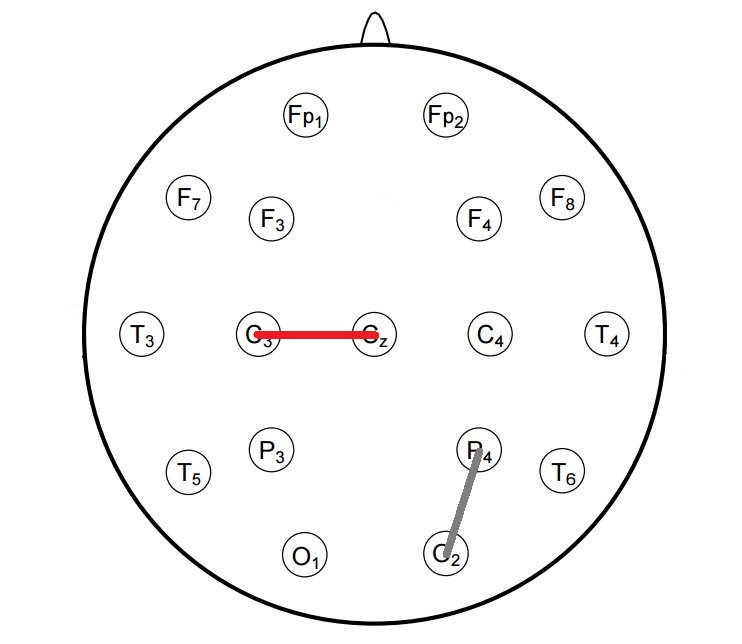 Fp1 Fp2
F7 F3 F4 F8
T3 C3 Cz C4 T4
P3 P4
T5 T6
O1 O2